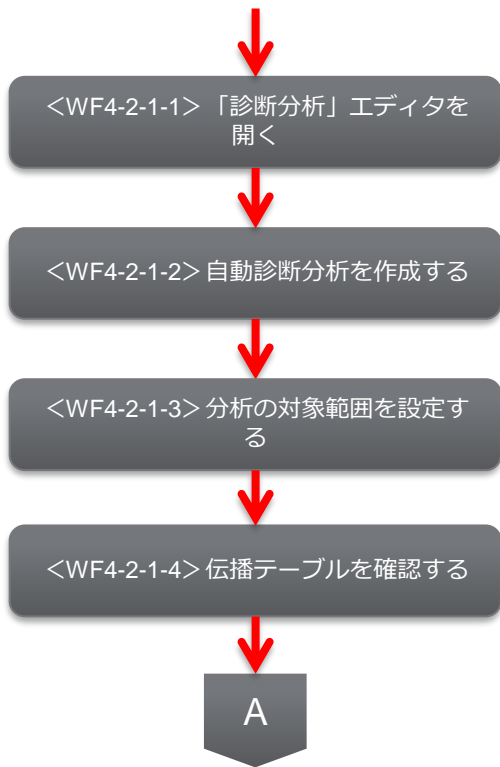 <WF4-2-1-1> 「診断分析」エディタを
開く
<WF4-2-1-2> 自動診断分析を作成する
<WF4-2-1-3> 分析の対象範囲を設定す
る
<WF4-2-1-4> 伝播テーブルを確認する
A